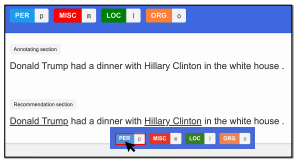 PER p MISC m LOC l ORG o
Annotating section
Donald Trump had a dinner with Hillary Clinton in the white house .
Recommendation section
Donald Trump had a dinner with Hillary Clinton in the white house .
PER p MISC m LOC l ORG o